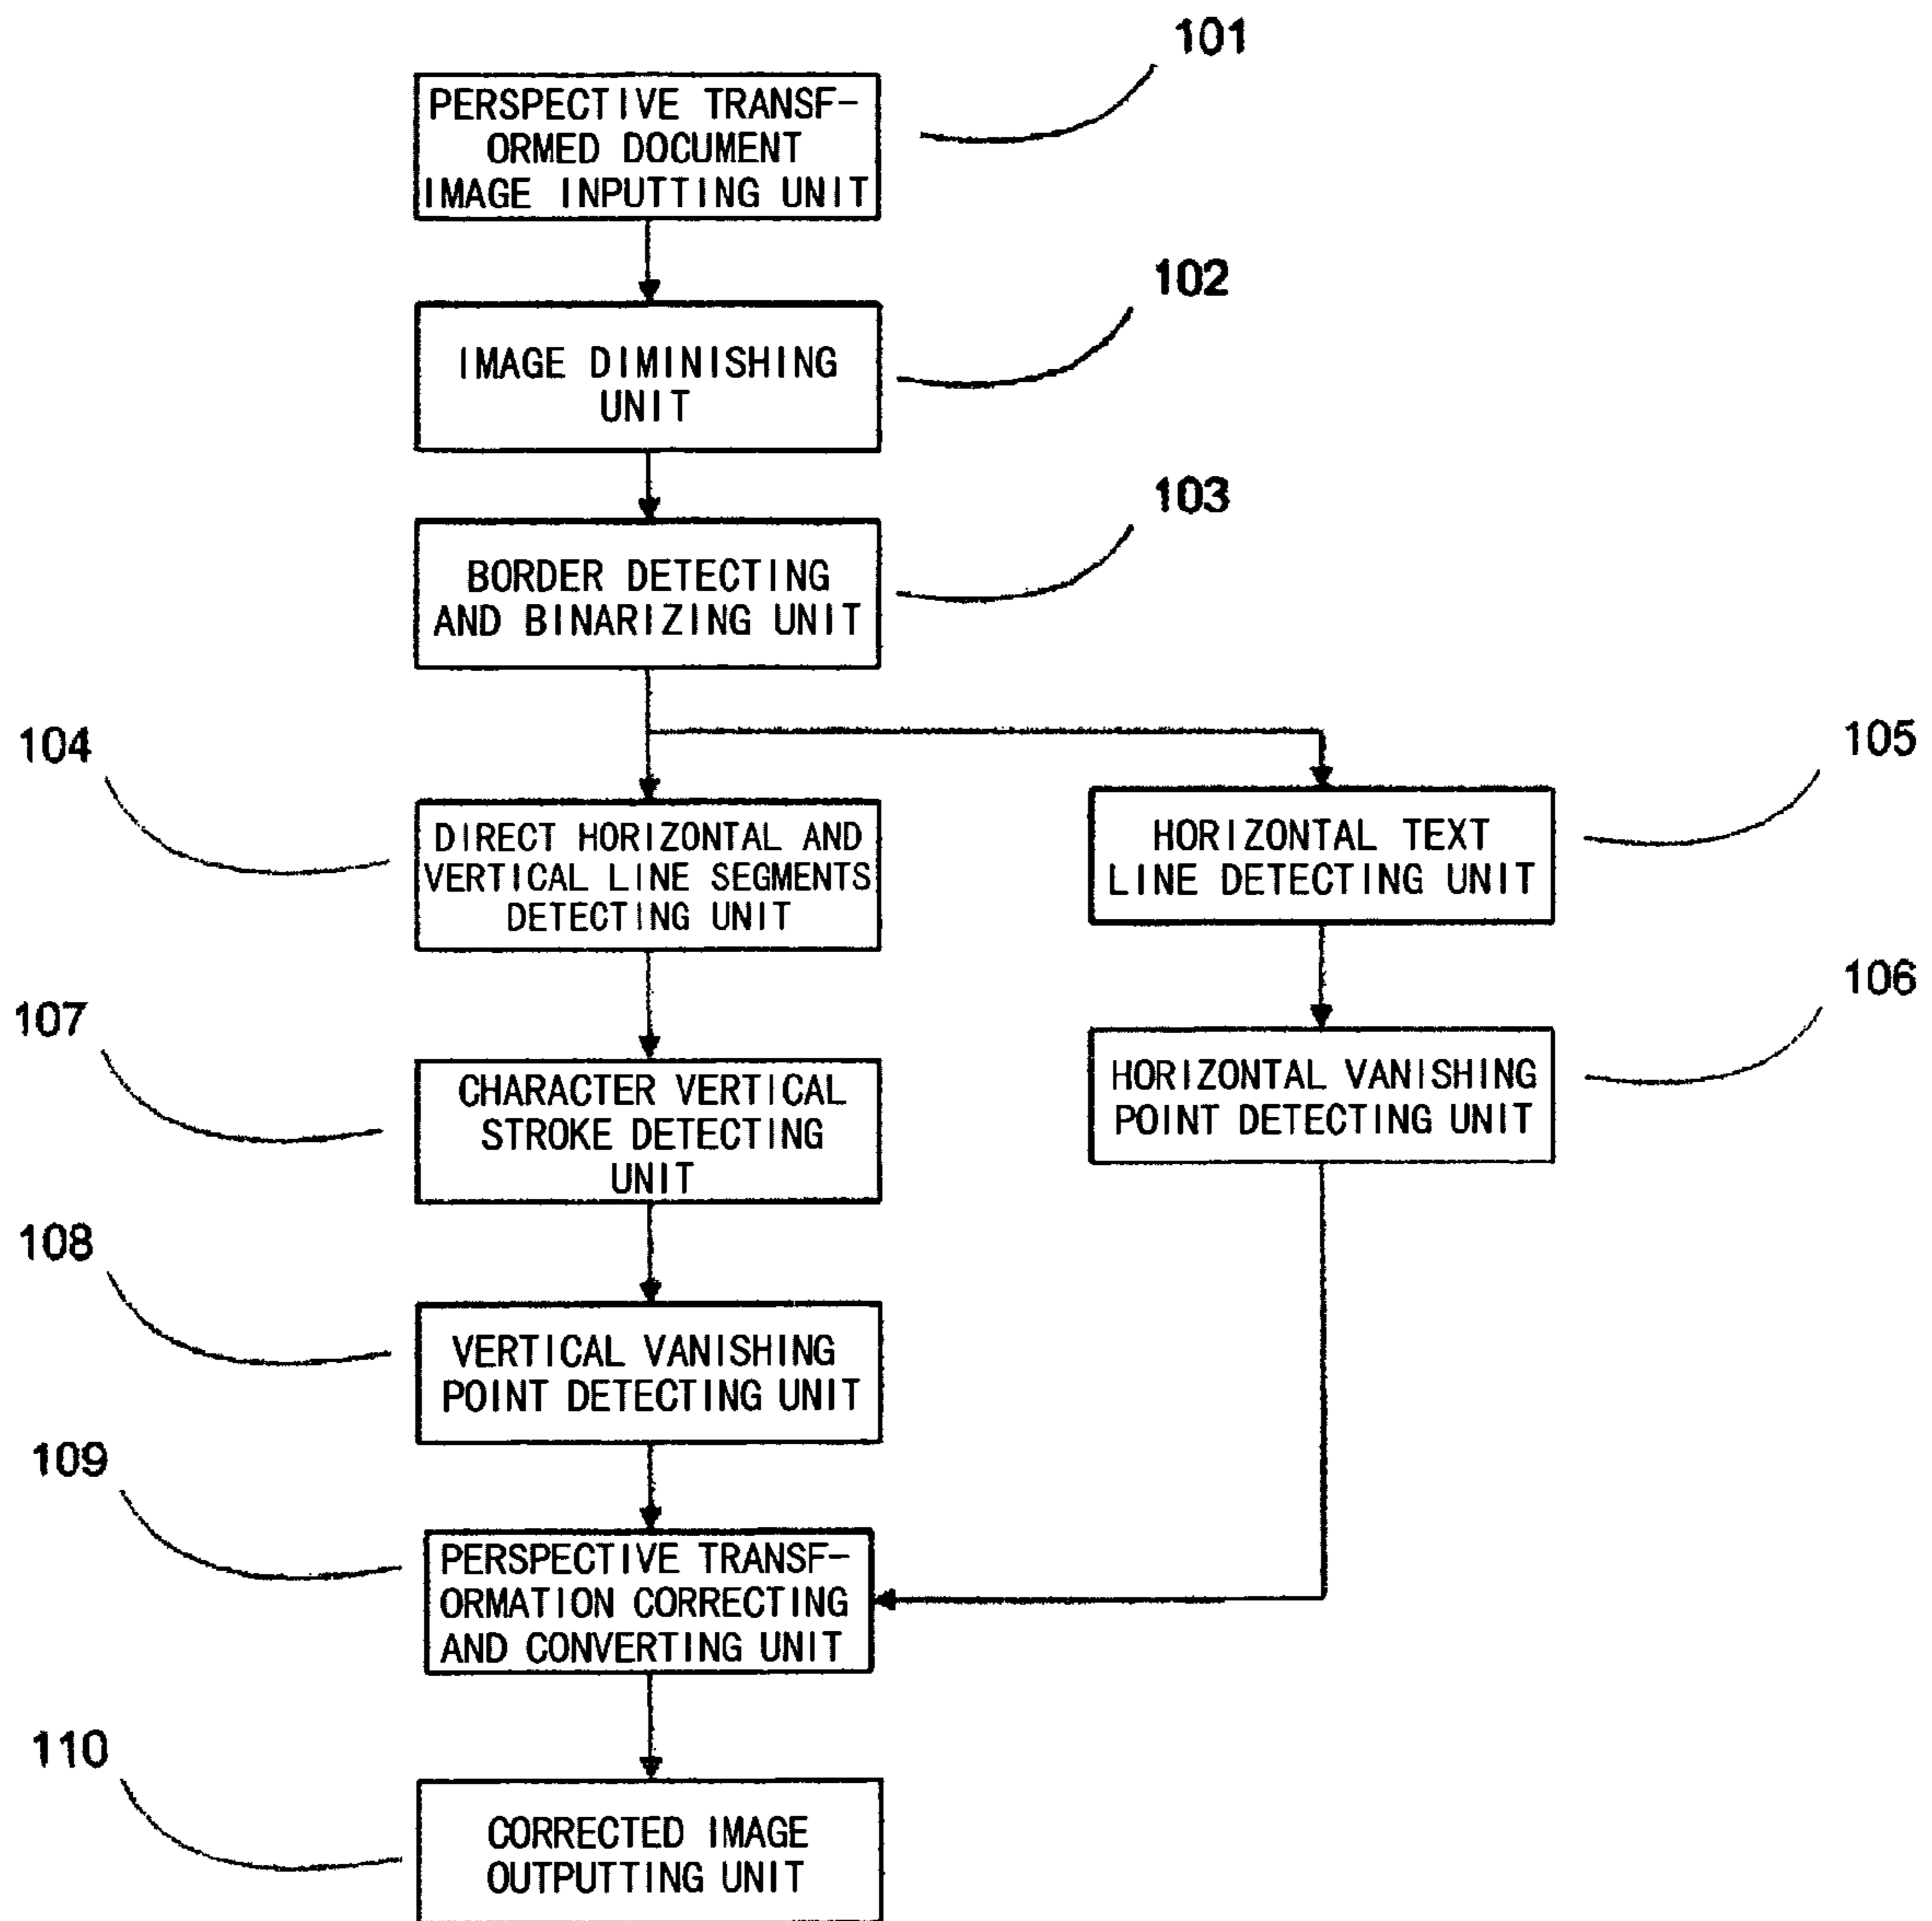 101
PERSPECTIVE TRANSF-
ORMED DOCUMENT
IMAGE INPUTTING UNIT
102
IMAGE DIMINISHING
UNIT
103
BORDER DETECTING
AND BINARIZING UNIT
104
DIRECT HORIZONTAL AND
VERTICAL LINE SEGMENTS
DETECTING UNIT
105
HORIZONTAL TEXT
LINE DETECTING UNIT
106
HORIZONTAL VANISHING
POINT DETECTING UNIT
107
CHARACTER VERTICAL
STROKE DETECTING
UNIT
108
VERTICAL VANISHING
POINT DETECTING UNIT
109
PERSPECTIVE TRANSF-
ORMATION CORRECTING
AND CONVERTING UNIT
110
CORRECTED IMAGE
OUTPUTTING UNIT